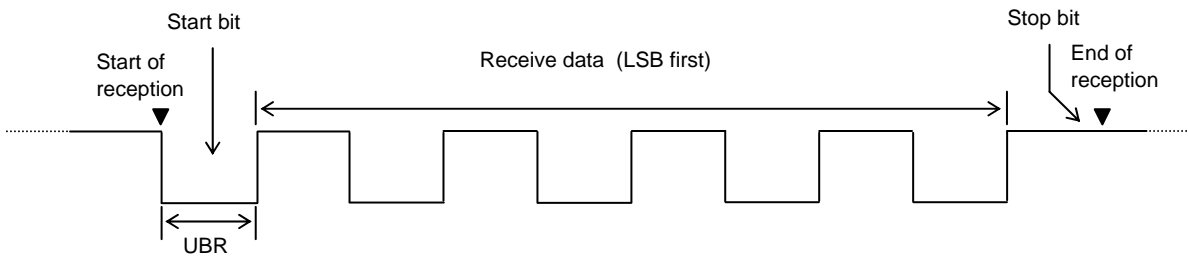 Start bit
Stop bit
Start of
reception
Receive data (LSB first)
End of
reception
UBR